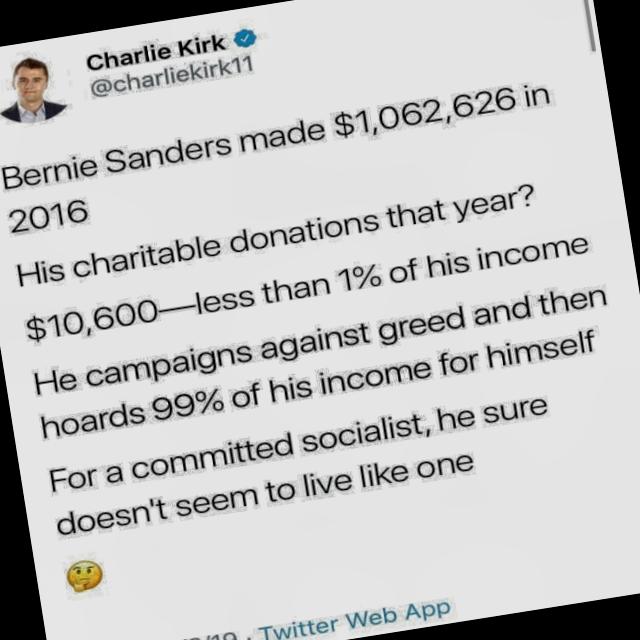 Charlie Kirk
@charliekirk11
Bernie Sanders made $1,062,626 in
2016
His charitable donations that year?
$10,600—less than 1% of his income
He campaigns against greed and then
hoards 99% of his income for himself
For a committed socialist, he sure
doesn't seem to live like one
🤔
/19 · Twitter Web App